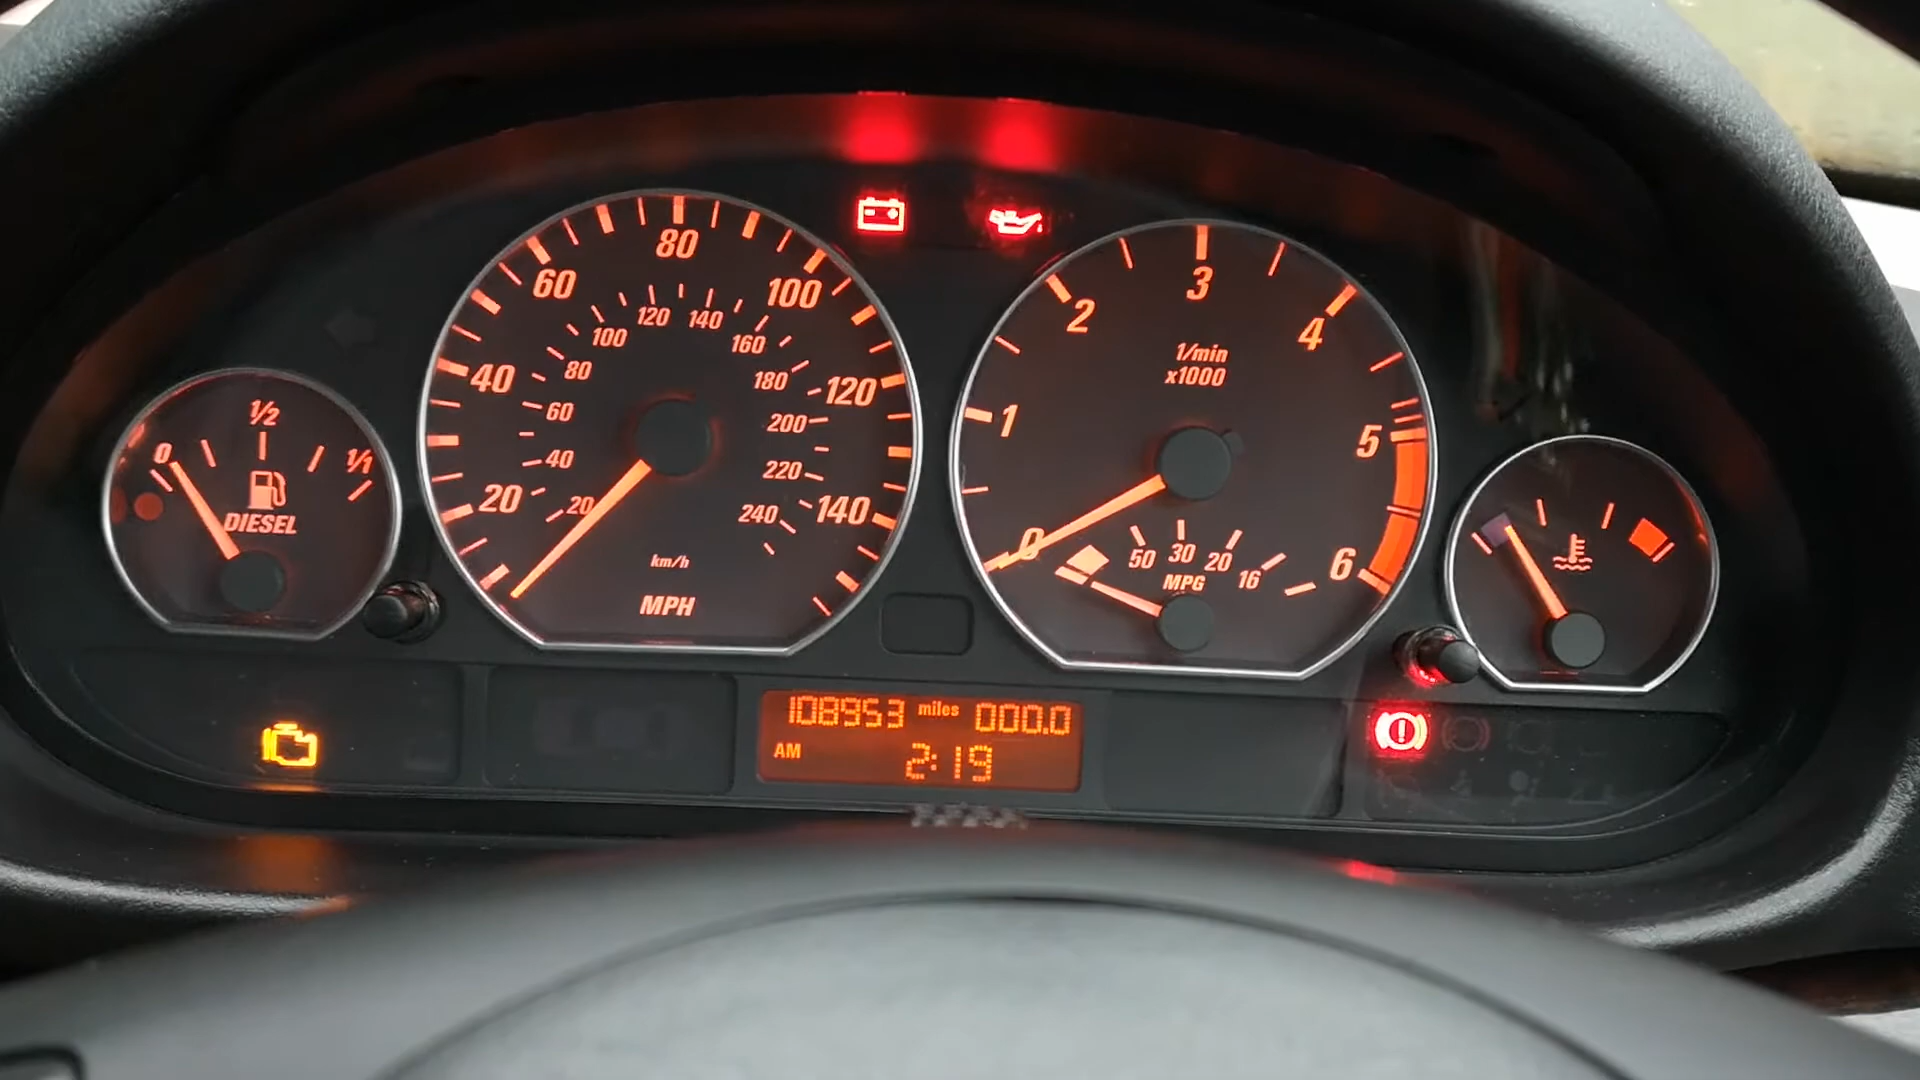 0 1/2 1/1
DIESEL
20 40 60 80 100 120 140
20 40 60 80 100 120 140 160 180 200 220 240
km/h
MPH
0 1 2 3 4 5 6
1/min
x1000
50 30 20 16
MPG
108953 miles 000.0
AM 2:19